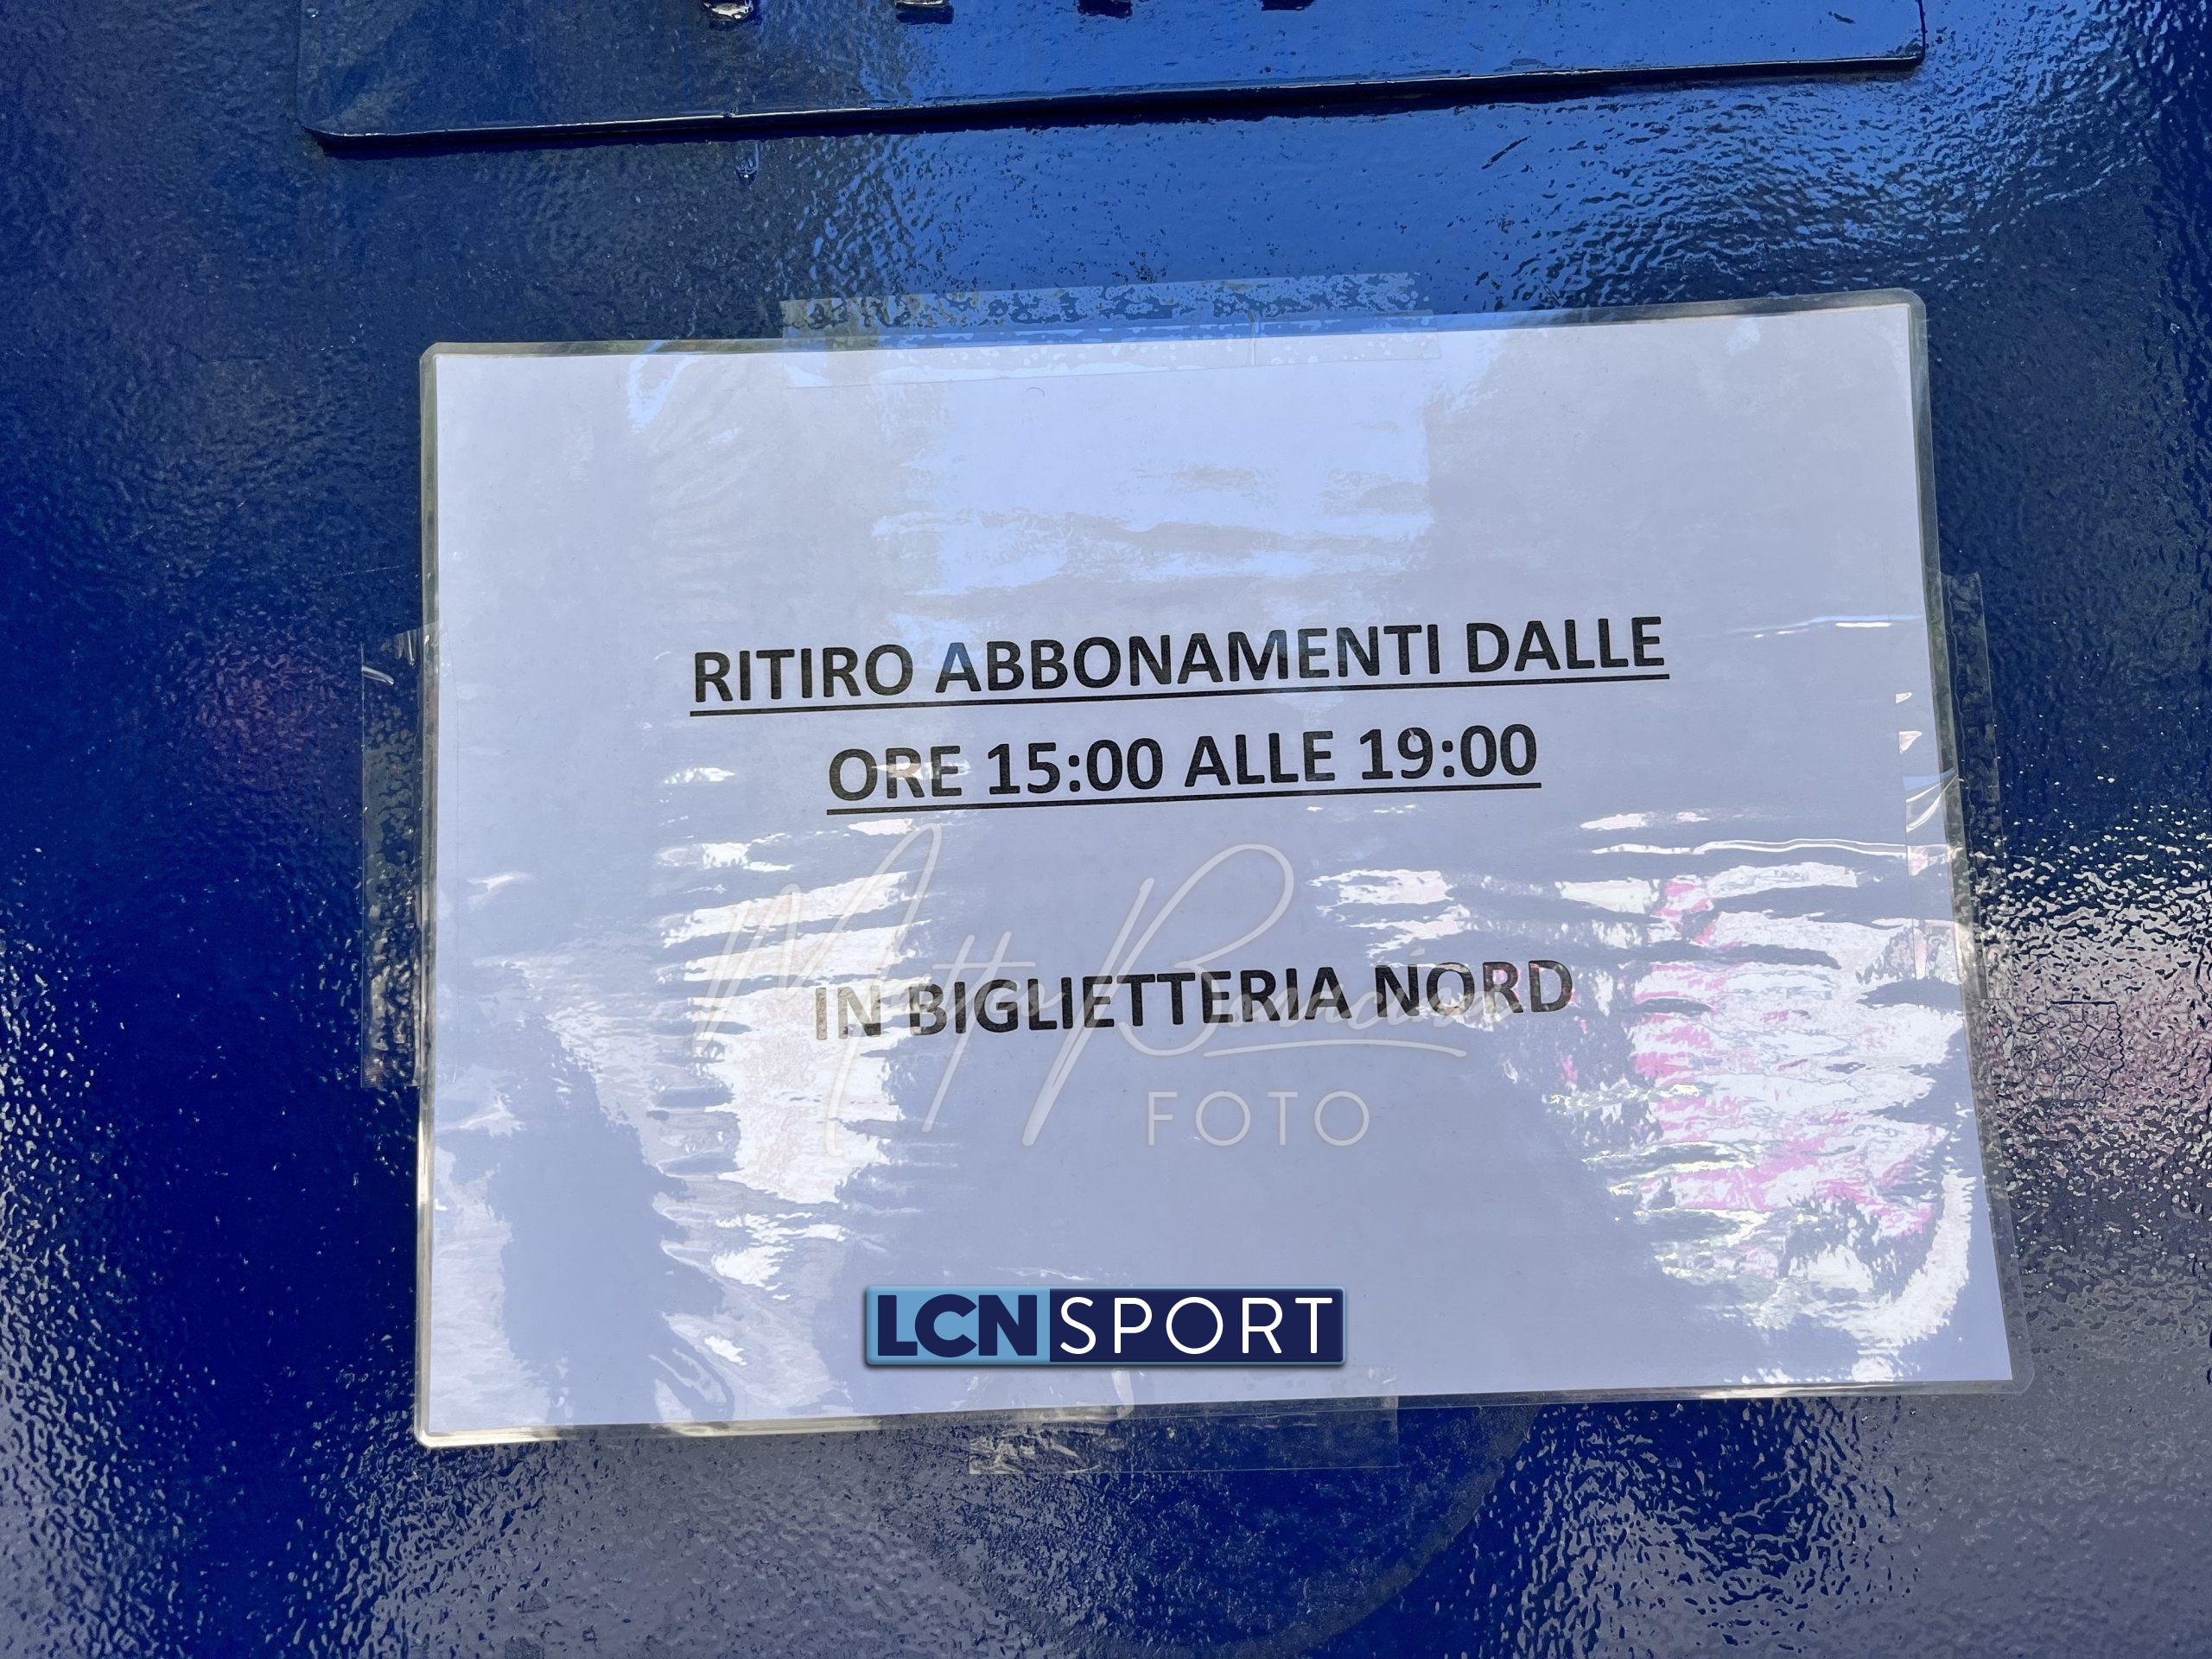 RITIRO ABBONAMENTI DALLE
ORE 15:00 ALLE 19:00
IN BIGLIETTERIA NORD
FOTO
LCN SPORT